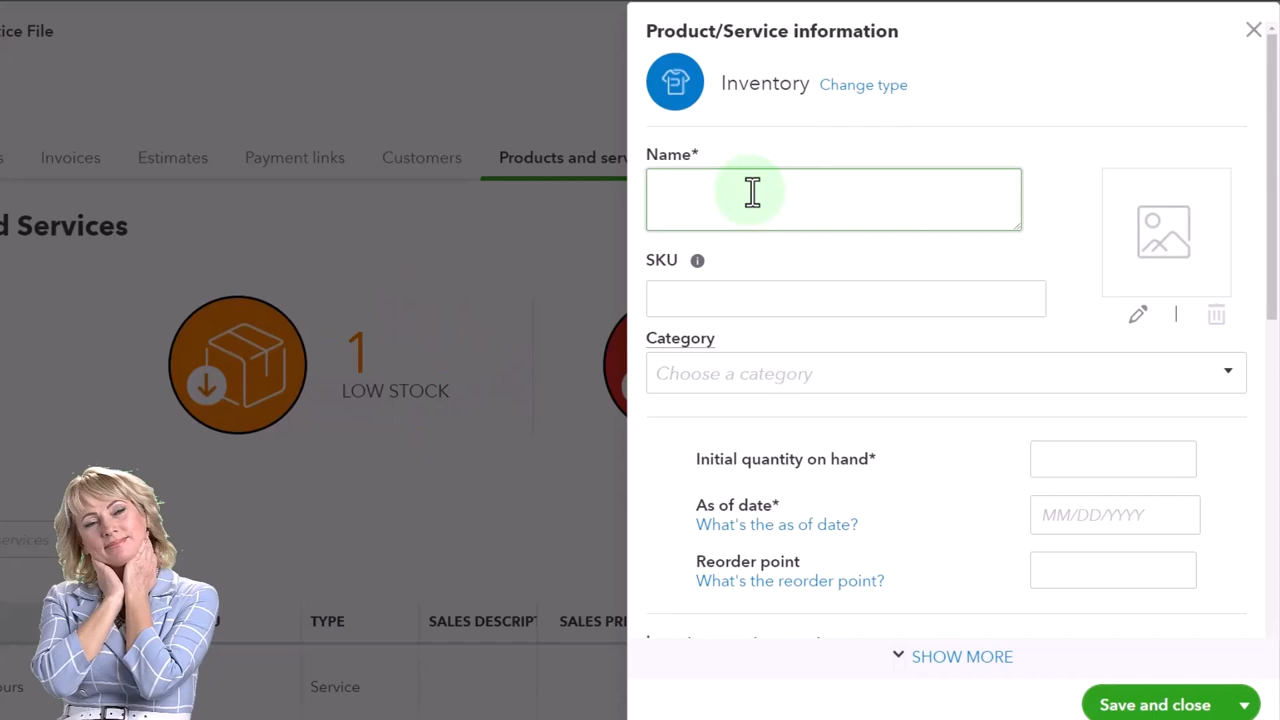 tice File
Product/Service information
Inventory Change type
s Invoices Estimates Payment links Customers Products and serv
Name*
d Services
SKU
Category
Choose a category
1
LOW STOCK
Initial quantity on hand*
As of date*
MM/DD/YYYY
What's the as of date?
services
Reorder point
What's the reorder point?
TYPE SALES DESCRIPT SALES PRI
SHOW MORE
ours Service
Save and close